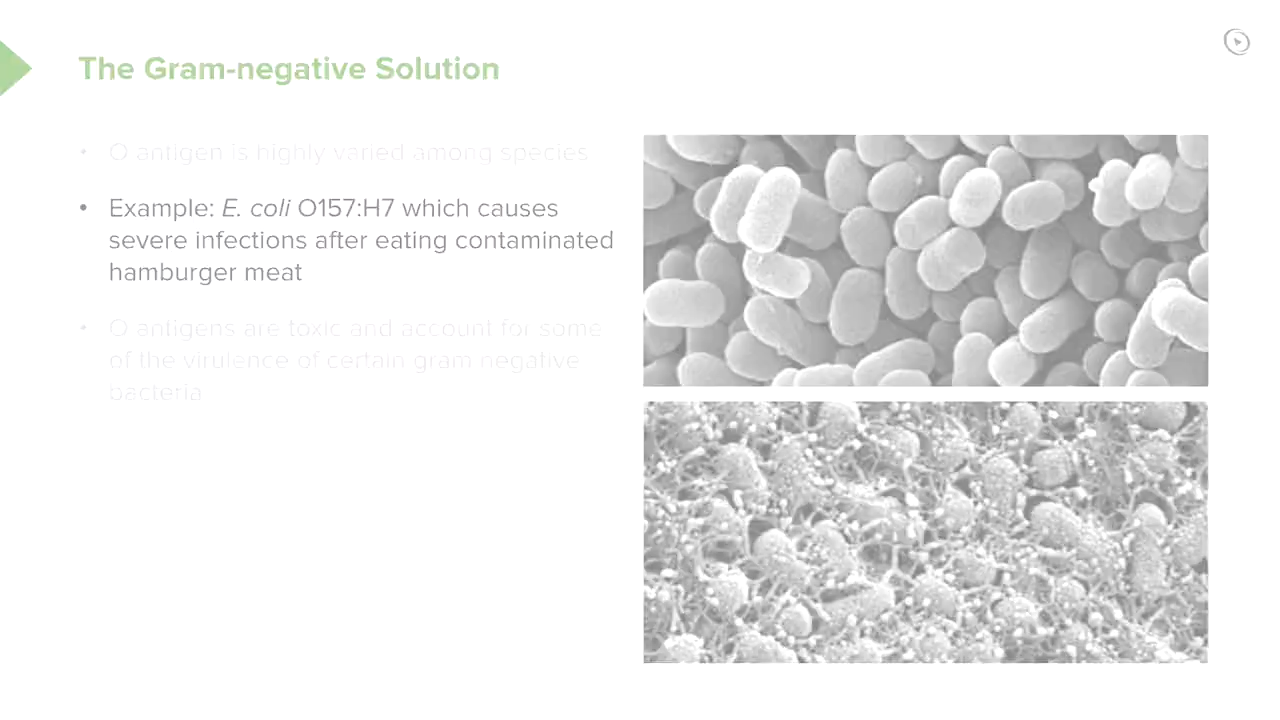 The Gram-negative Solution
• O antigen is highly varied among species
• Example: E. coli O157:H7 which causes
severe infections after eating contaminated
hamburger meat
• O antigens are toxic and account for some
of the virulence of certain gram negative
bacteria